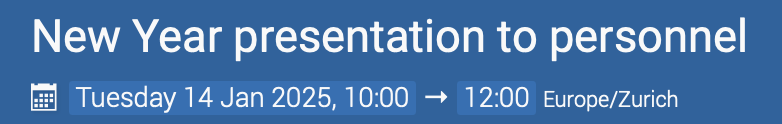 New Year presentation to personnel
Tuesday 14 Jan 2025, 10:00 → 12:00 Europe/Zurich